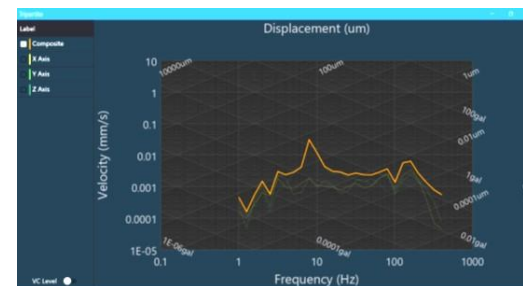 Tripartite
Label
Displacement (um)
Composite
X Axis
Y Axis
Z Axis
10
1
0.1
0.01
0.001
0.0001
1E-05
Velocity (mm/s)
10000um
100um
1um
100gal
0.01um
1gal
0.0001um
0.01gal
0.0001gal
1E-06gal
0.1
1
10
100
1000
Frequency (Hz)
VC Level